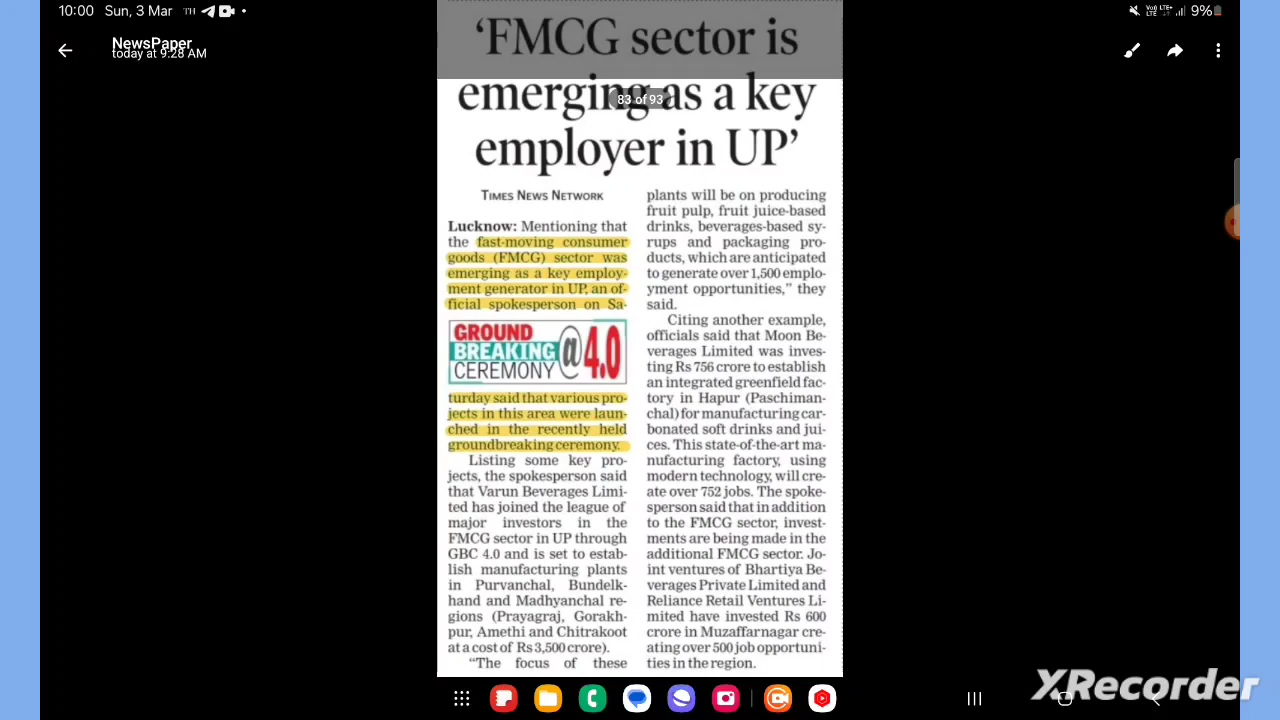 10:00 Sun, 3 Mar TH
VoD LTE+
LTE
9%
NewsPaper
today at 9:28 AM
83 of 93
‘FMCG sector is
emerging as a key
employer in UP’
TIMES NEWS NETWORK
Lucknow: Mentioning that
the fast-moving consumer
goods (FMCG) sector was
emerging as a key employ-
ment generator in UP, an of-
ficial spokesperson on Sa-
GROUND
BREAKING
CEREMONY
@4.0
turday said that various pro-
jects in this area were laun-
ched in the recently held
groundbreaking ceremony.
Listing some key pro-
jects, the spokesperson said
that Varun Beverages Limi-
ted has joined the league of
major investors in the
FMCG sector in UP through
GBC 4.0 and is set to estab-
lish manufacturing plants
in Purvanchal, Bundelk-
hand and Madhyanchal re-
gions (Prayagraj, Gorakh-
pur, Amethi and Chitrakoot
at a cost of Rs 3,500 crore).
“The focus of these
plants will be on producing
fruit pulp, fruit juice-based
drinks, beverages-based sy-
rups and packaging pro-
ducts, which are anticipated
to generate over 1,500 emplo-
yment opportunities,” they
said.
Citing another example,
officials said that Moon Be-
verages Limited was inves-
ting Rs 756 crore to establish
an integrated greenfield fac-
tory in Hapur (Paschiman-
chal) for manufacturing car-
bonated soft drinks and jui-
ces. This state-of-the-art ma-
nufacturing factory, using
modern technology, will cre-
ate over 752 jobs. The spoke-
sperson said that in addition
to the FMCG sector, invest-
ments are being made in the
additional FMCG sector. Jo-
int ventures of Bhartiya Be-
verages Private Limited and
Reliance Retail Ventures Li-
mited have invested Rs 600
crore in Muzaffarnagar cre-
ating over 500 job opportuni-
ties in the region.
XRecorder